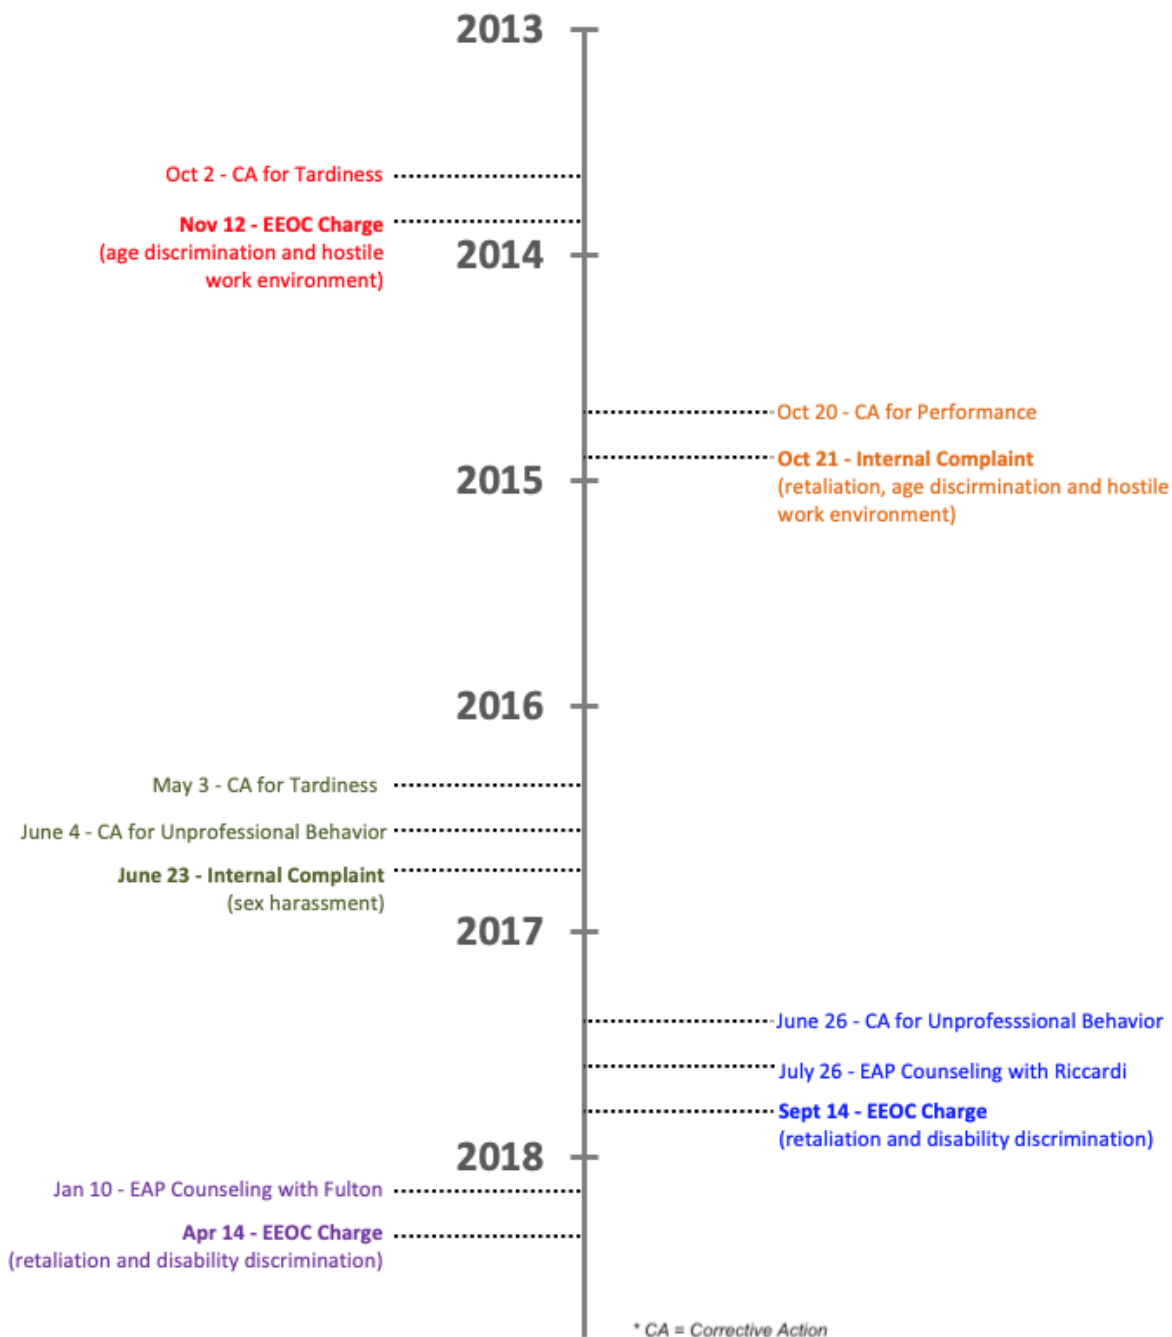 2013
Oct 2 - CA for Tardiness
Nov 12 - EEOC Charge
(age discrimination and hostile
work environment)
2014
Oct 20 - CA for Performance
Oct 21 - Internal Complaint
(retaliation, age discirmination and hostile
work environment)
2015
2016
May 3 - CA for Tardiness
June 4 - CA for Unprofessional Behavior
June 23 - Internal Complaint
(sex harassment)
2017
June 26 - CA for Unprofesssional Behavior
July 26 - EAP Counseling with Riccardi
Sept 14 - EEOC Charge
(retaliation and disability discrimination)
2018
Jan 10 - EAP Counseling with Fulton
Apr 14 - EEOC Charge
(retaliation and disability discrimination)
* CA = Corrective Action